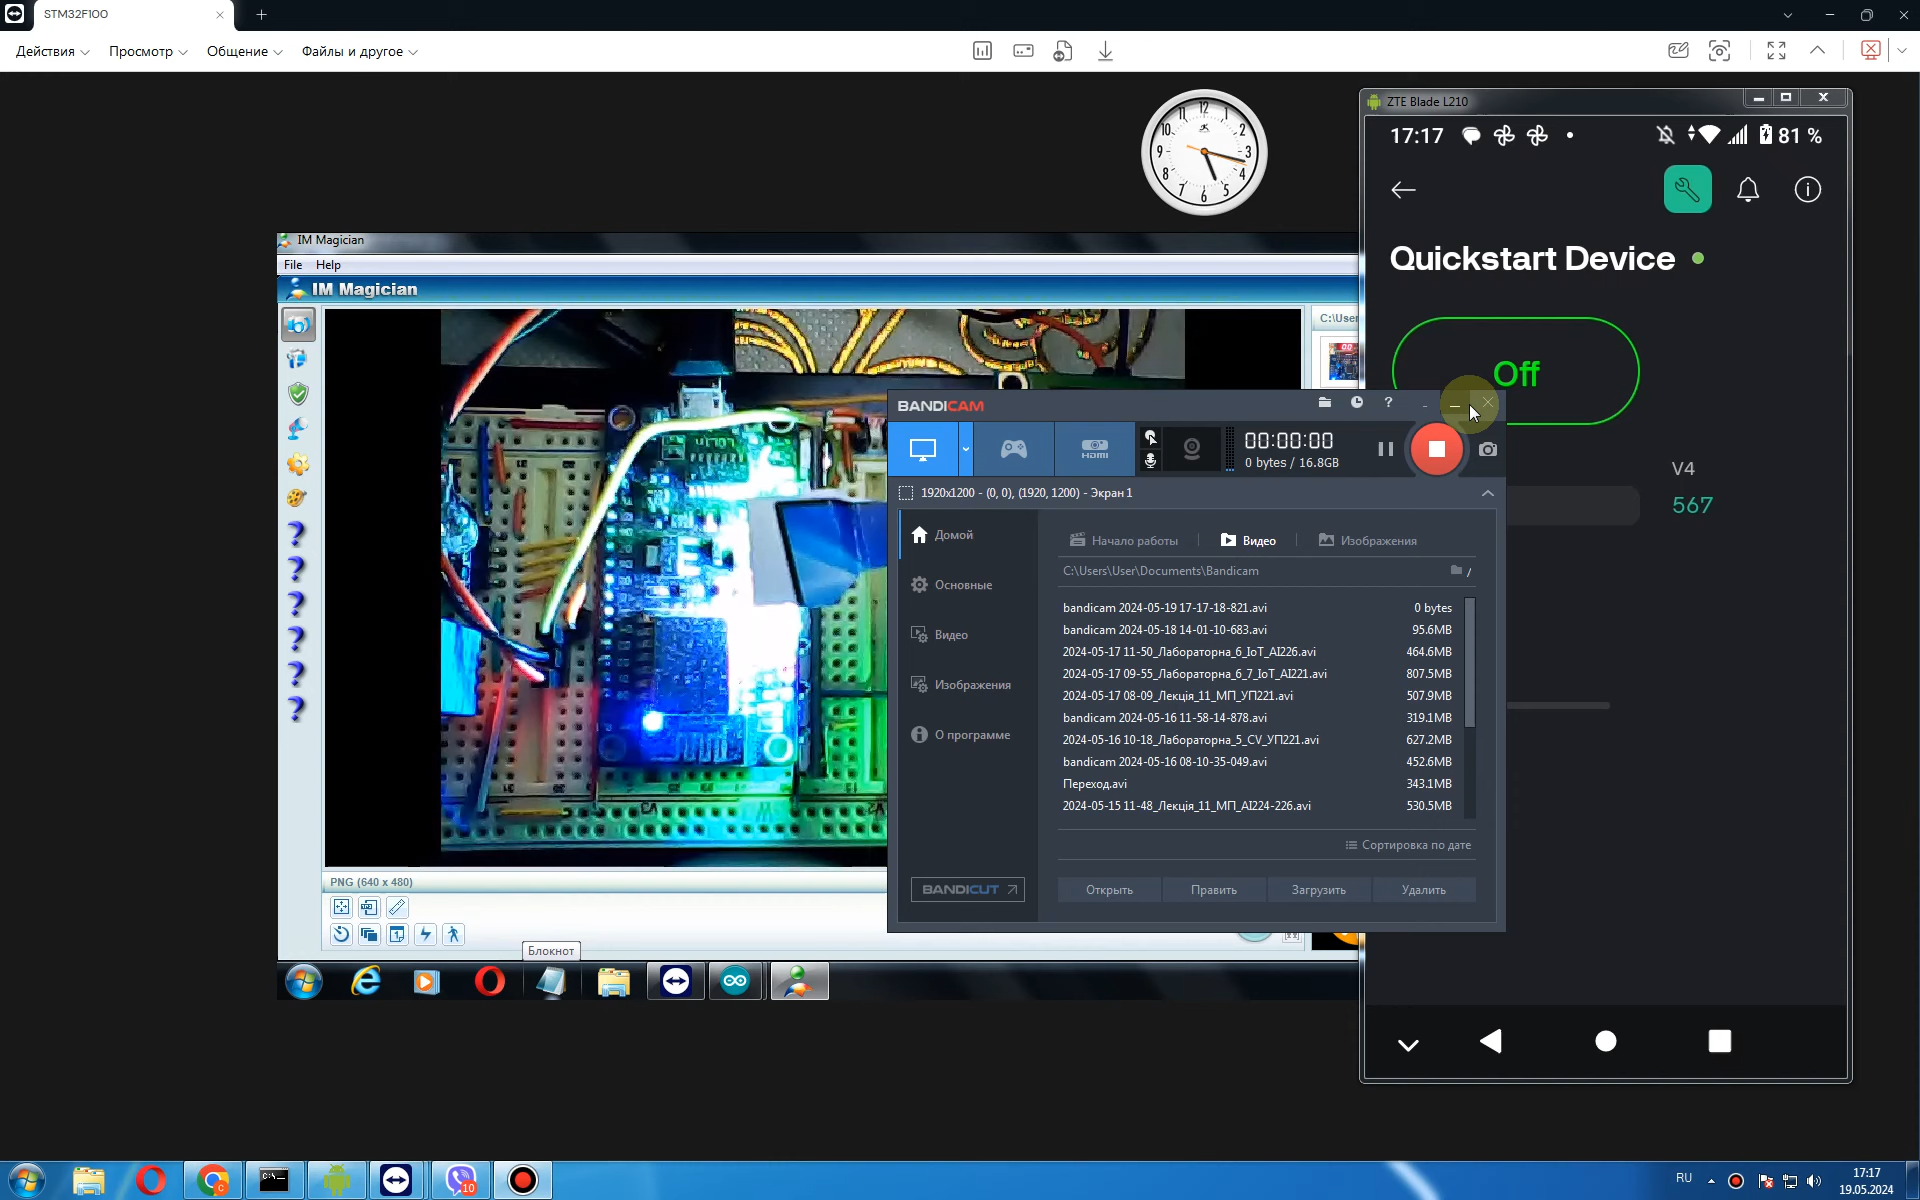 STM32F100
Действия
Просмотр
Общение
Файлы и другое
ZTE Blade L210
17:17
81 %
Quickstart Device
Off
V4
567
IM Magician
File Help
IM Magician
C:\User
BANDICAM
HDMI
00:00:00
0 bytes / 16.8GB
1920x1200 - (0, 0), (1920, 1200) - Экран 1
Домой
Основные
Видео
Изображения
О программе
BANDICUT
Начало работы
Видео
Изображения
C:\Users\User\Documents\Bandicam
/
bandicam 2024-05-19 17-17-18-821.avi 0 bytes
bandicam 2024-05-18 14-01-10-683.avi 95.6MB
2024-05-17 11-50_Лабораторна_6_IoT_AI226.avi 464.6MB
2024-05-17 09-55_Лабораторна_6_7_IoT_AI221.avi 807.5MB
2024-05-17 08-09_Лекція_11_МП_УП221.avi 507.9MB
bandicam 2024-05-16 11-58-14-878.avi 319.1MB
2024-05-16 10-18_Лабораторна_5_CV_УП221.avi 627.2MB
bandicam 2024-05-16 08-10-35-049.avi 452.6MB
Переход.avi 343.1MB
2024-05-15 11-48_Лекція_11_МП_AI224-226.avi 530.5MB
Сортировка по дате
Открыть
Править
Загрузить
Удалить
PNG (640 x 480)
Блокнот
10
RU
17:17
19.05.2024